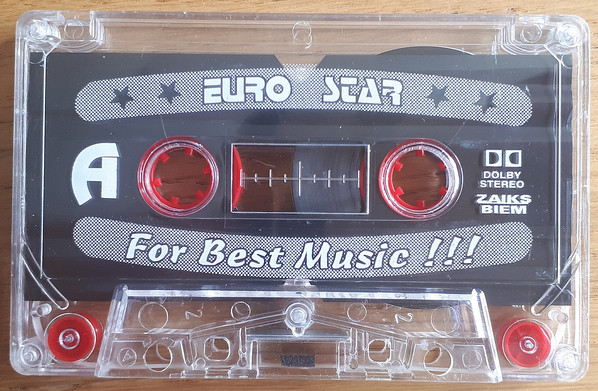 EURO STAR
A
DOLBY
STEREO
ZAIKS
BIEM
For Best Music !!!